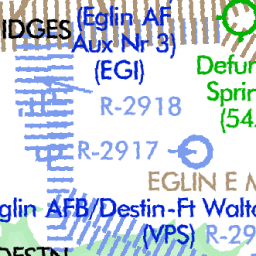 (Eglin AF
IDGES
Aux Nr 3)
(EGI)
Defun
Sprin
(54
R-2918
R-2917
EGLIN E M
glin AFB/Destin-Ft Walto
(VPS) R-29
DESTN